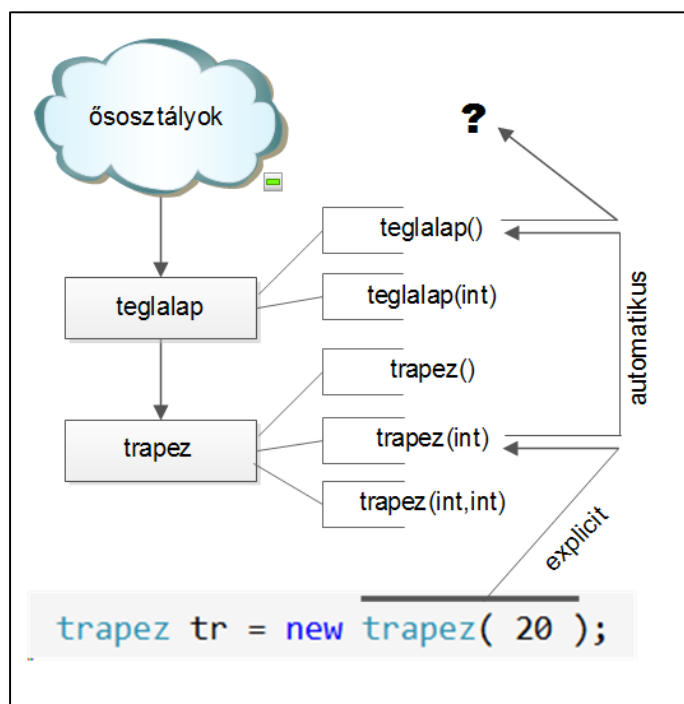 ősosztályok
?
teglalap()
teglalap
teglalap(int)
automatikus
trapez()
trapez
trapez(int)
trapez(int,int)
explicit
trapez tr = new trapez( 20 );